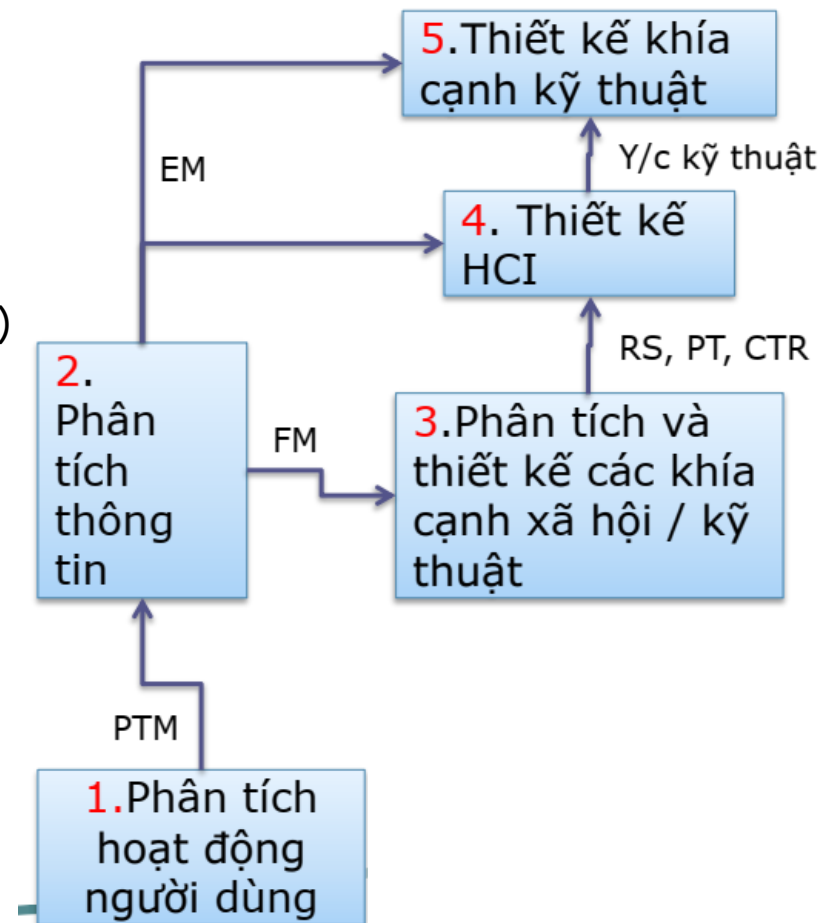 5.Thiết kế khía
cạnh kỹ thuật
EM
Y/c kỹ thuật
4. Thiết kế
HCI
)
RS, PT, CTR
2.
Phân
tích
thông
tin
FM
3.Phân tích và
thiết kế các khía
cạnh xã hội / kỹ
thuật
PTM
1.Phân tích
hoạt động
người dùng